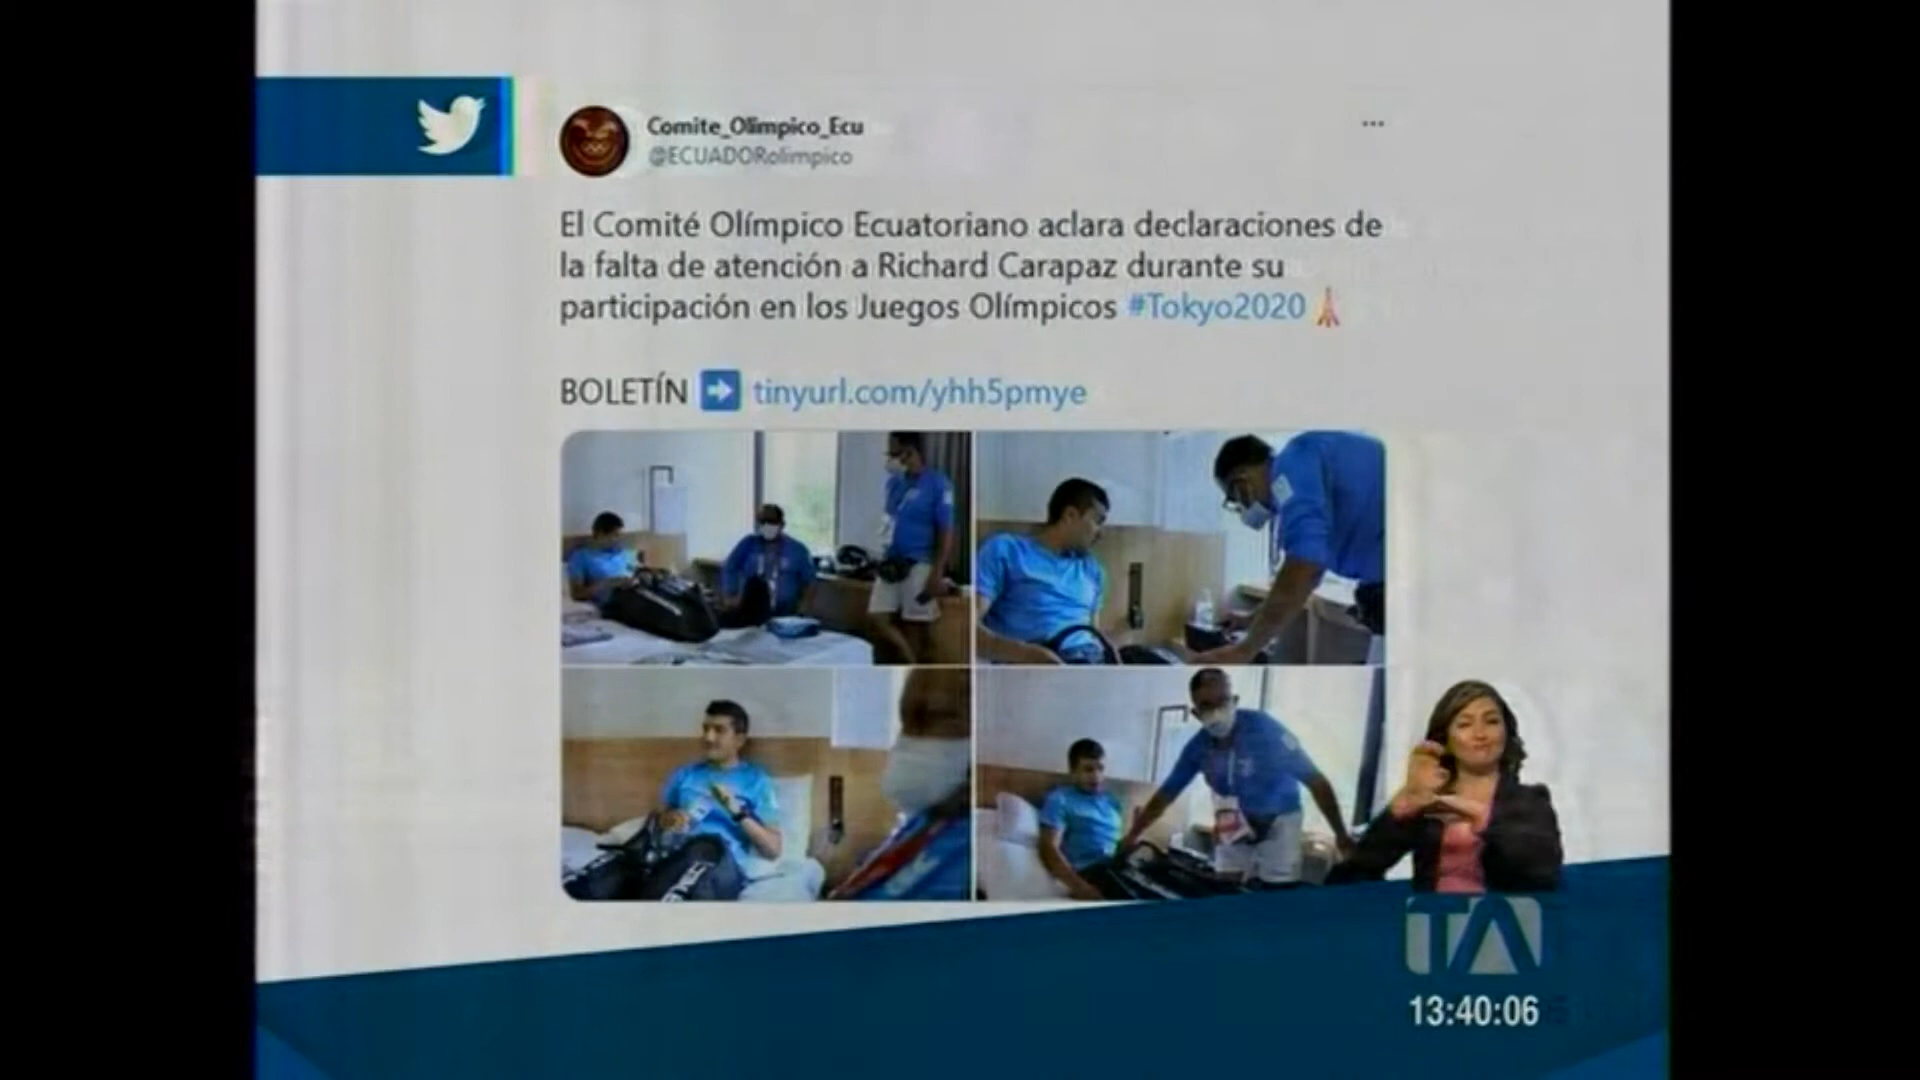 Comite_Olimpico_Ecu
@ECUADORolimpico
El Comité Olímpico Ecuatoriano aclara declaraciones de
la falta de atención a Richard Carapaz durante su
participación en los Juegos Olímpicos #Tokyo2020
BOLETÍN tinyurl.com/yhh5pmye
TA
13:40:06